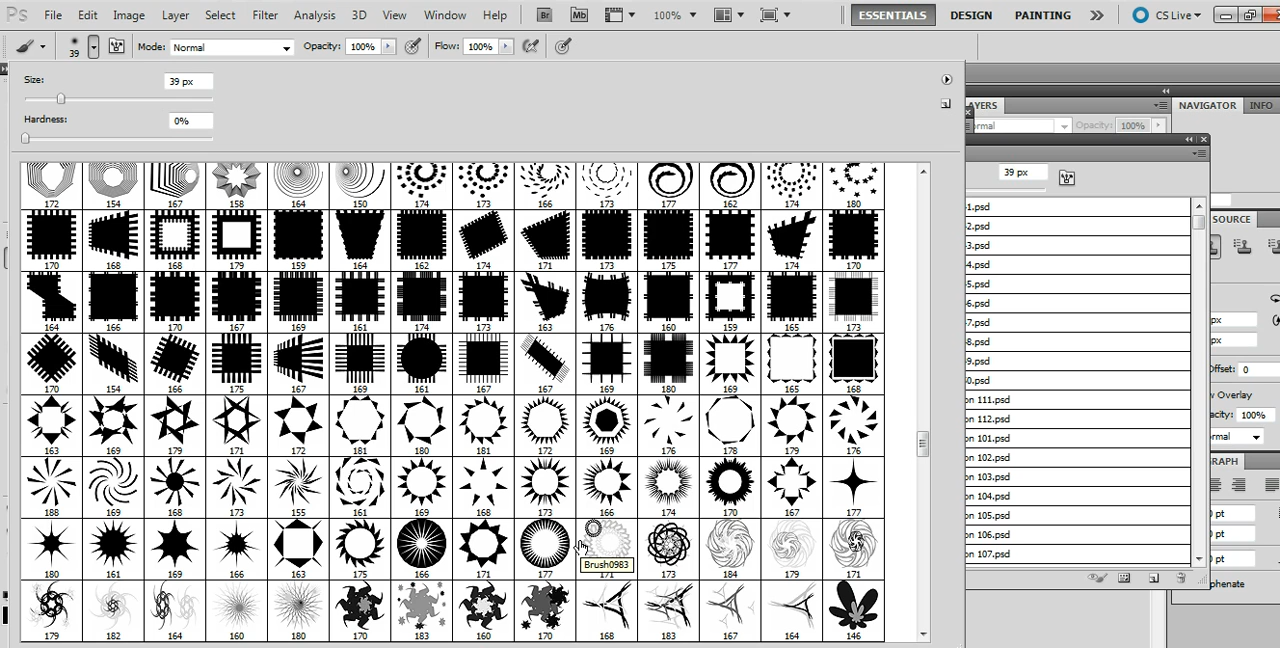 Ps File Edit Image Layer Select Filter Analysis 3D View Window Help Br Mb 100% ESSENTIALS DESIGN PAINTING CS Live
39 Mode: Normal Opacity: 100% Flow: 100%
Size: 39 px
Hardness: 0%
172 154 167 158 164 150 174 173 166 173 177 162 174 180
170 168 168 179 159 164 162 174 171 173 175 177 174 170
164 166 170 167 169 161 174 173 163 176 160 159 165 173
170 154 166 175 167 169 161 167 167 169 180 169 165 168
163 169 179 171 172 181 180 181 172 166 176 178 172 176
188 173 168 173 155 161 169 168 173 166 174 170 167 177
180 161 169 166 163 175 166 171 177 171 173 184 179 171
Brush0983
179 182 164 160 180 170 183 160 170 168 183 167 164 146
AYERS
Opacity: 100%
39 px
-1.psd
-2.psd
-3.psd
-4.psd
-5.psd
-6.psd
-7.psd
-8.psd
-9.psd
-0.psd
on 111.psd
on 112.psd
on 101.psd
on 102.psd
on 103.psd
on 104.psd
on 105.psd
on 106.psd
on 107.psd
NAVIGATOR INFO
SOURCE
px
px
Offset: 0
w Overlay
acity: 100%
rmal
GRAPH
0 pt
0 pt
0 pt
phenate